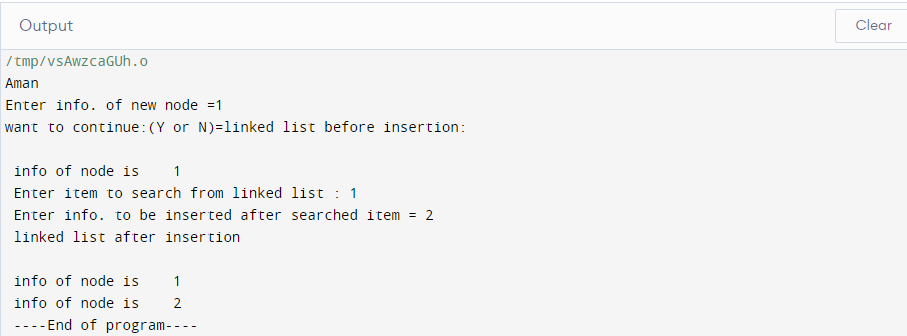 Output
Clear
/tmp/vsAwzcaGUh.o
Aman
Enter info. of new node =1
want to continue:(Y or N)=linked list before insertion:
info of node is    1
Enter item to search from linked list : 1
Enter info. to be inserted after searched item = 2
linked list after insertion
info of node is    1
info of node is    2
----End of program----